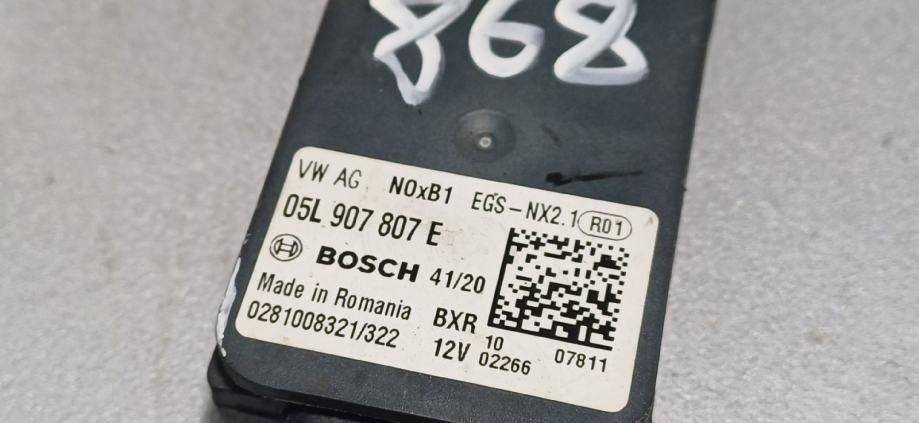 868
VW AG NOxB1 EGS-NX2.1 R01
05L 907 807 E
BOSCH 41/20
Made in Romania BXR
0281008321/322 12V 10 02266 07811